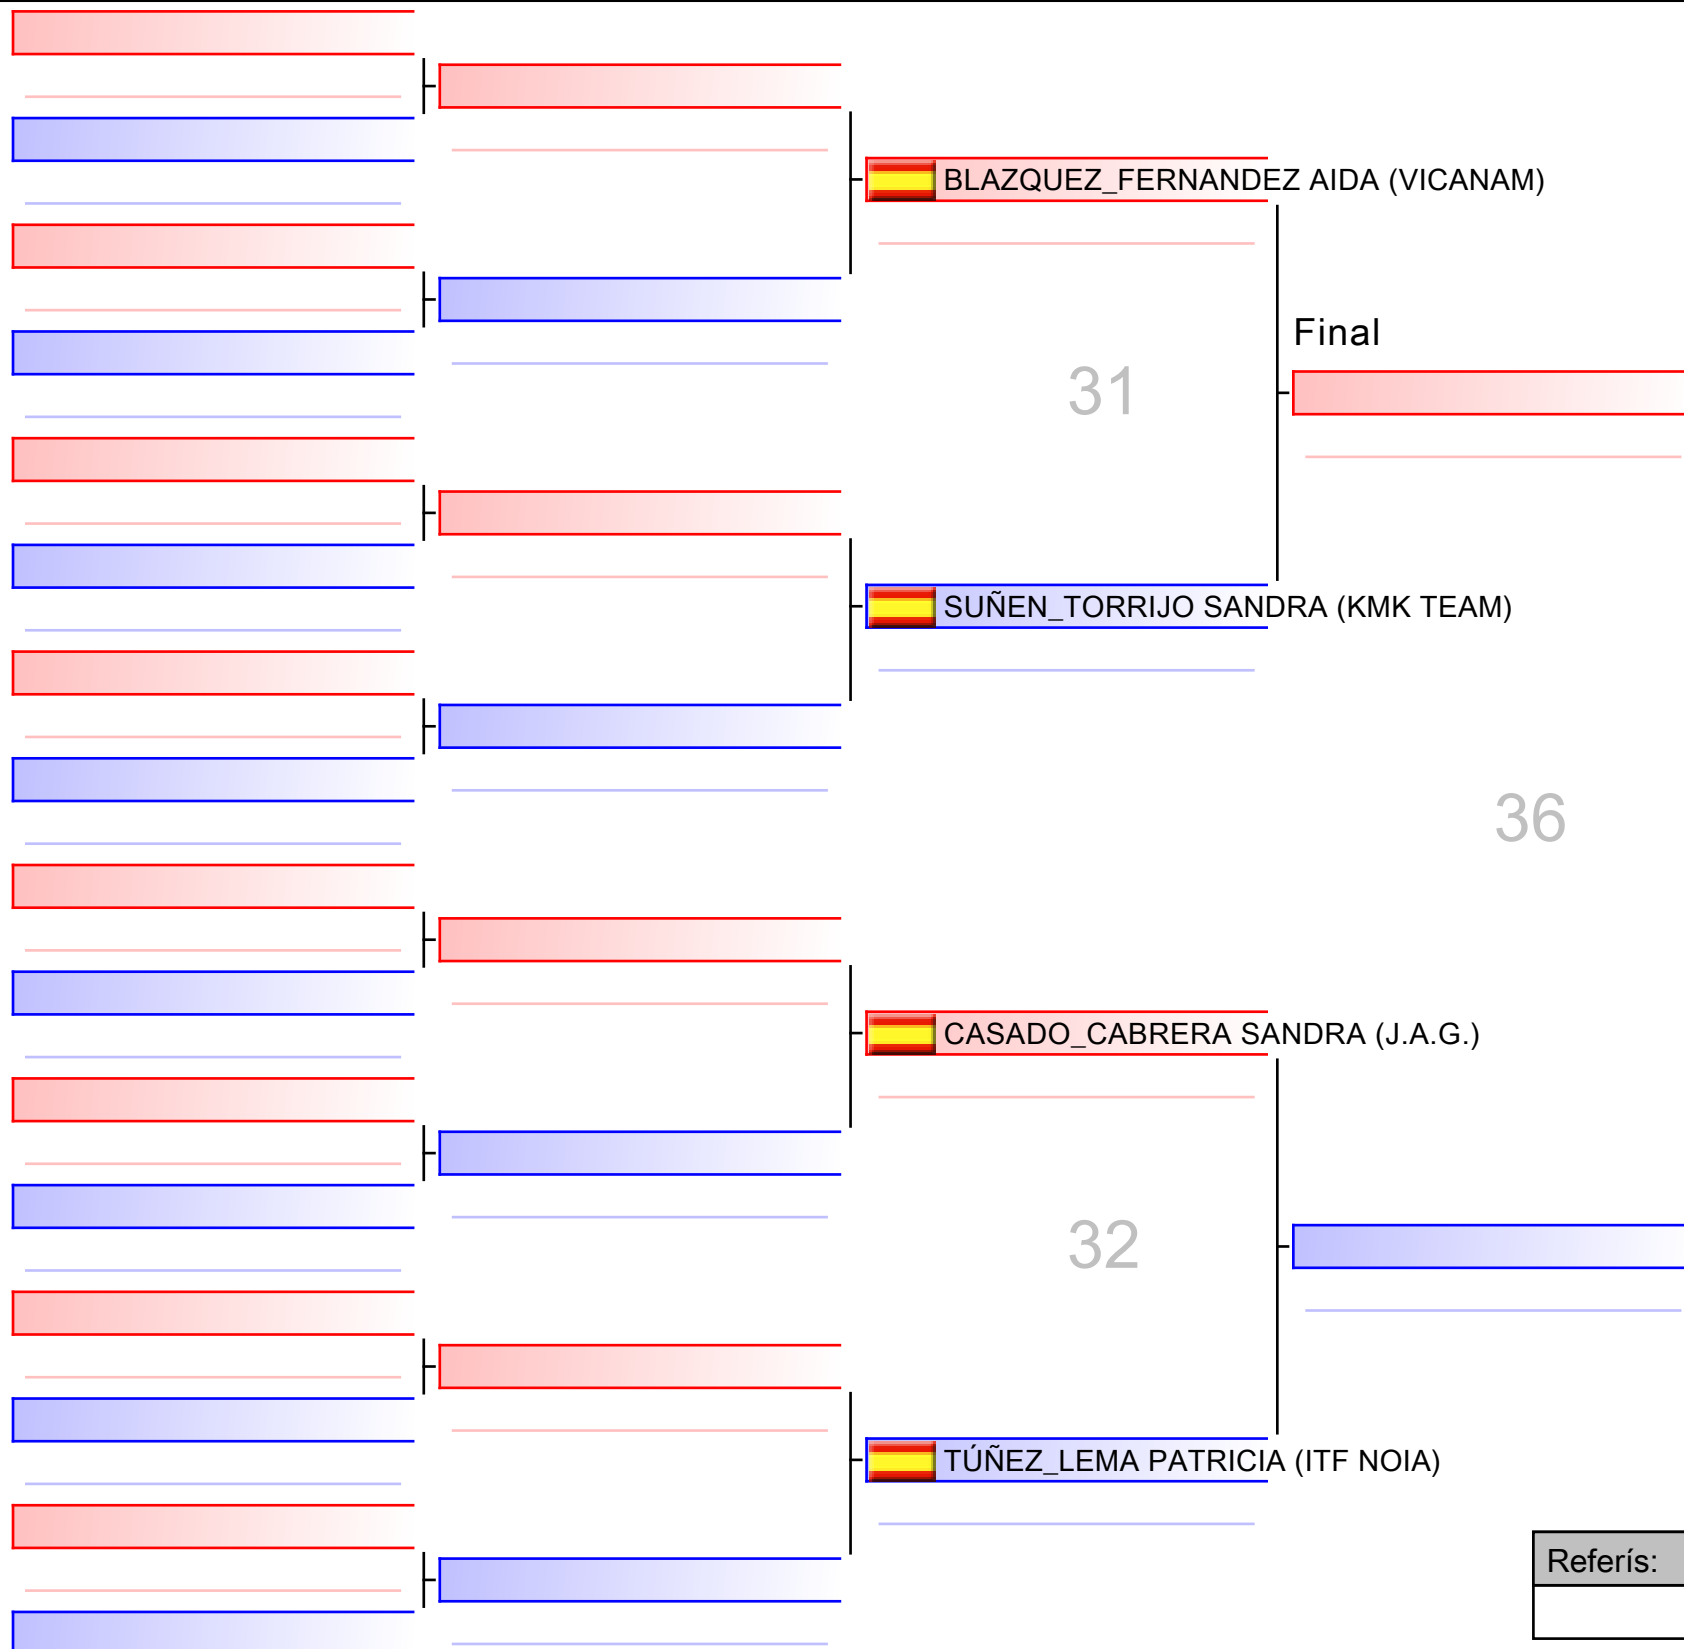 BLAZQUEZ_FERNANDEZ AIDA (VICANAM)
Final
31
SUÑEN_TORRIJO SANDRA (KMK TEAM)
36
CASADO_CABRERA SANDRA (J.A.G.)
32
TÚÑEZ_LEMA PATRICIA (ITF NOIA)
Referís: